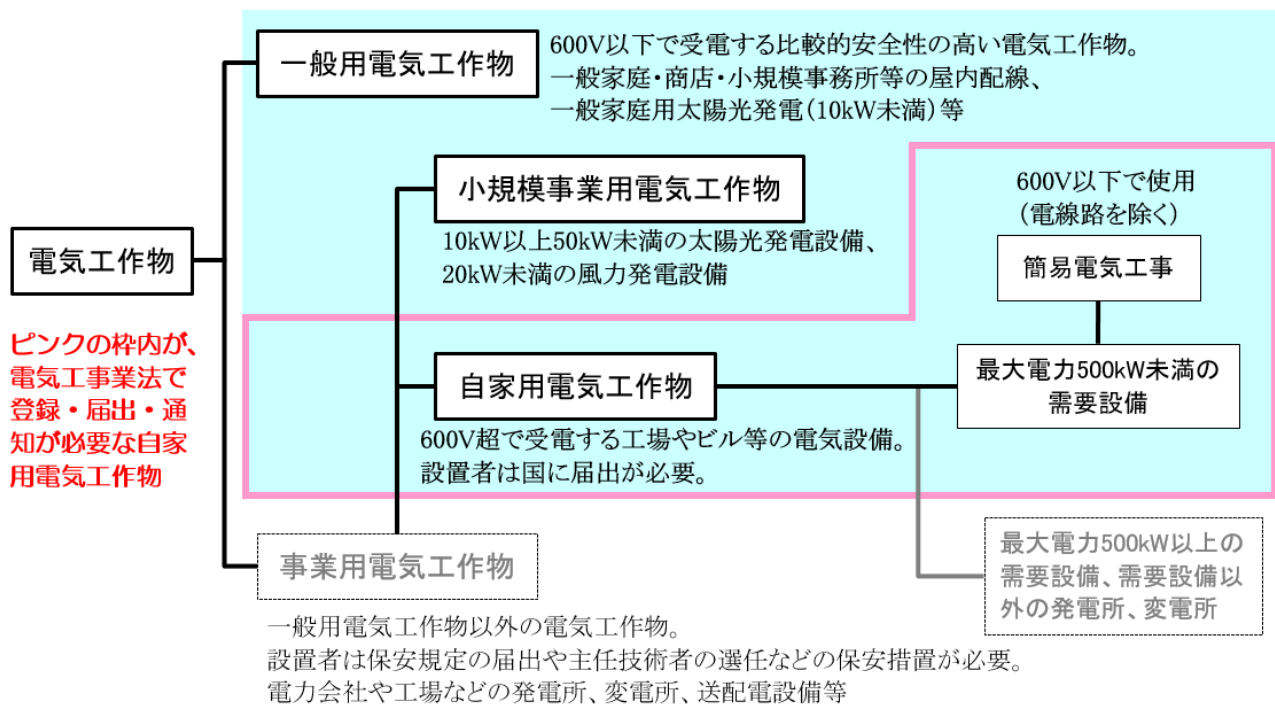 一般用電気工作物
600V以下で受電する比較的安全性の高い電気工作物。
一般家庭・商店・小規模事務所等の屋内配線、
一般家庭用太陽光発電(10kW未満)等
小規模事業用電気工作物
10kW以上50kW未満の太陽光発電設備、
20kW未満の風力発電設備
600V以下で使用
(電線路を除く)
簡易電気工事
電気工作物
ピンクの枠内が、
電気工事業法で
登録・届出・通
知が必要な自家
用電気工作物
自家用電気工作物
600V超で受電する工場やビル等の電気設備。
設置者は国に届出が必要。
最大電力500kW未満の
需要設備
事業用電気工作物
一般用電気工作物以外の電気工作物。
設置者は保安規定の届出や主任技術者の選任などの保安措置が必要。
電力会社や工場などの発電所、変電所、送配電設備等
最大電力500kW以上の
需要設備、需要設備以
外の発電所、変電所